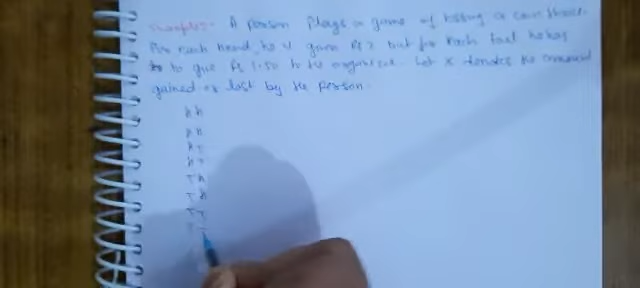 Example:- A person plays a game of tossing a coin thrice.
For each head, he is given Rs 2 but for each tail he has
to give Rs 1.50 to the organiser. Let X denotes the amount
gained or lost by the person.
h h
h h
h T
h T
T h
T h
T T
T T